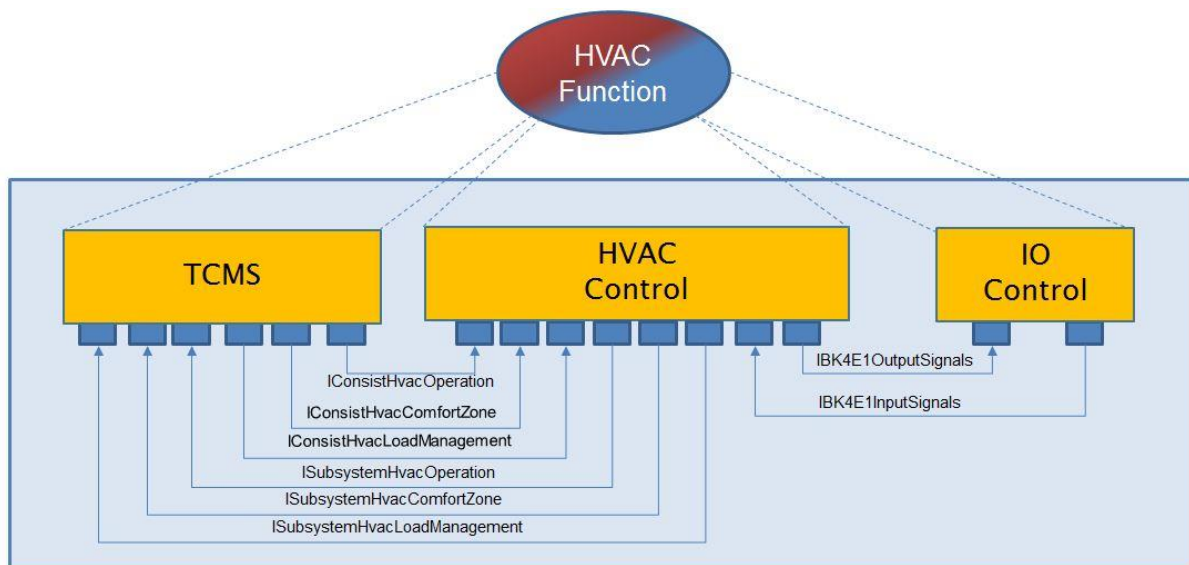 HVAC
Function
TCMS
HVAC
Control
IO
Control
IConsistHvacOperation
IConsistHvacComfortZone
IConsistHvacLoadManagement
ISubsystemHvacOperation
ISubsystemHvacComfortZone
ISubsystemHvacLoadManagement
IBK4E1OutputSignals
IBK4E1InputSignals